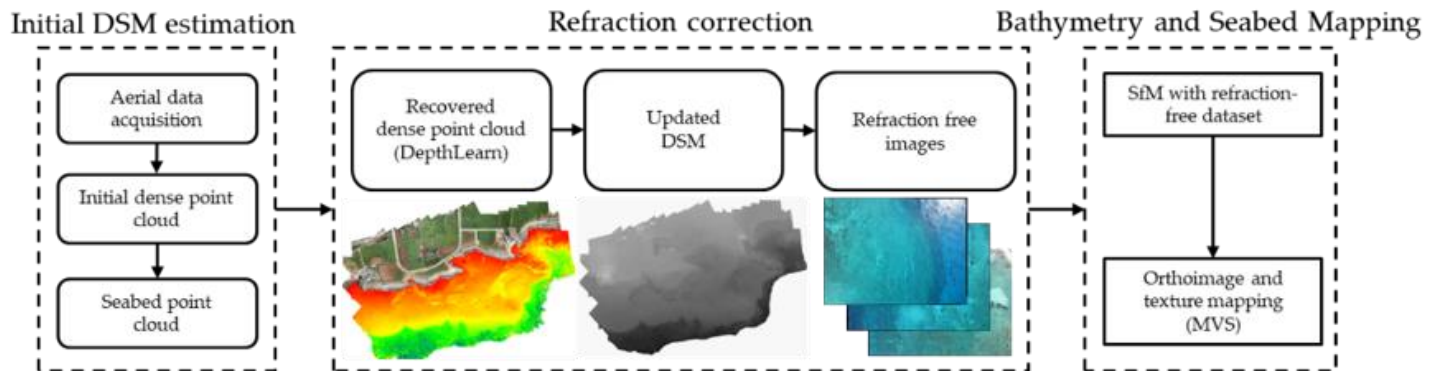 Initial DSM estimation
Refraction correction
Bathymetry and Seabed Mapping
Aerial data
acquisition
Initial dense point
cloud
Seabed point
cloud
Recovered
dense point cloud
(DepthLearn)
Updated
DSM
Refraction free
images
SfM with refraction-
free dataset
Orthoimage and
texture mapping
(MVS)